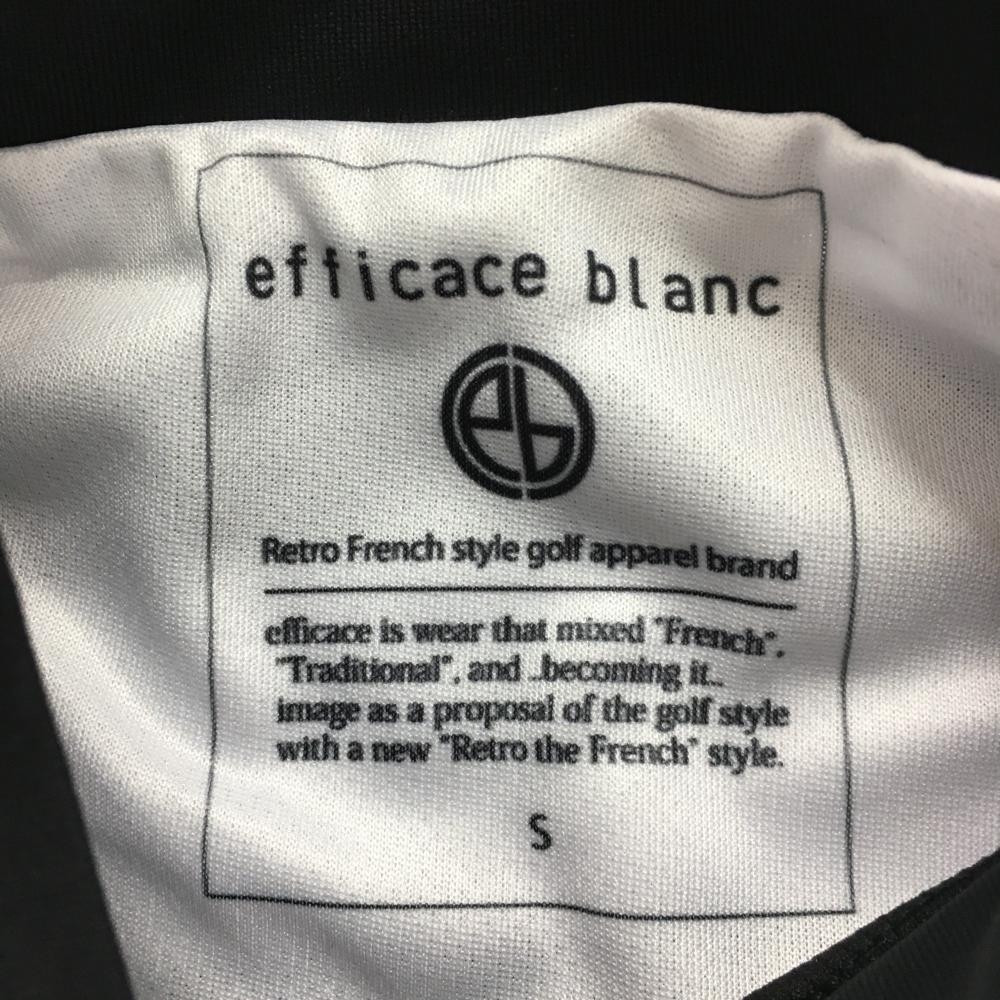 efficace blanc
eb
Retro French style golf apparel brand
efficace is wear that mixed "French",
"Traditional", and ..becoming it..
image as a proposal of the golf style
with a new "Retro the French" style.
S